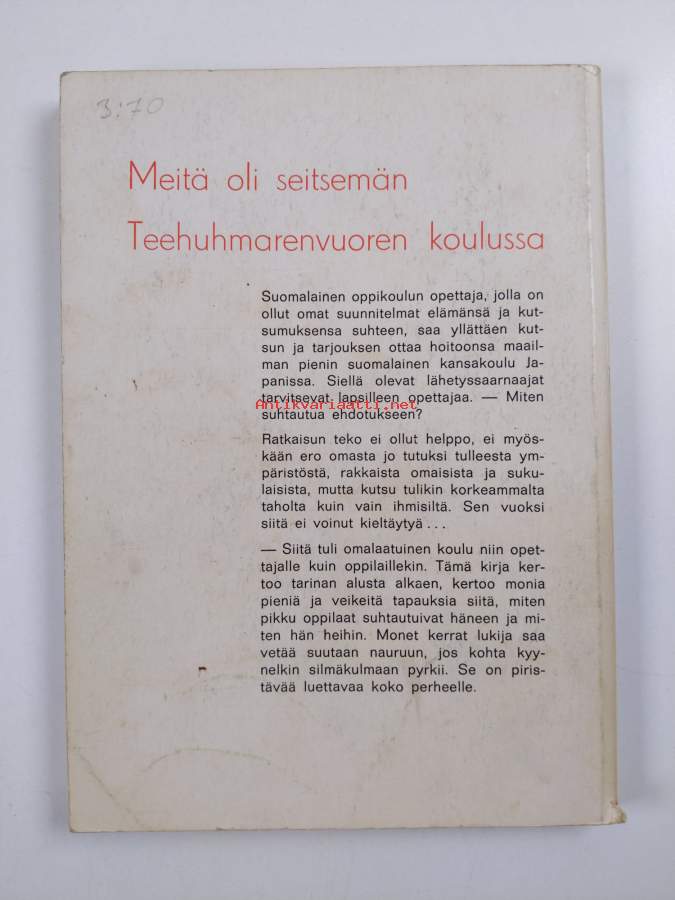 3:70
Meitä oli seitsemän
Teehuhmarenvuoren koulussa
Suomalainen oppikoulun opettaja, jolla on
ollut omat suunnitelmat elämänsä ja kut-
sumuksensa suhteen, saa yllättäen kut-
sun ja tarjouksen ottaa hoitoonsa maail-
man pienin suomalainen kansakoulu Ja-
panissa. Siellä olevat lähetyssaarnaajat
tarvitsevat lapsilleen opettajaa. — Miten
Antikvariaatti.net
suhtautua ehdotukseen?
Ratkaisun teko ei ollut helppo, ei myös-
kään ero omasta jo tutuksi tulleesta ym-
päristöstä, rakkaista omaisista ja suku-
laisista, mutta kutsu tulikin korkeammalta
taholta kuin vain ihmisiltä. Sen vuoksi
siitä ei voinut kieltäytyä...
— Siitä tuli omalaatuinen koulu niin opet-
tajalle kuin oppilaillekin. Tämä kirja ker-
too tarinan alusta alkaen, kertoo monia
pieniä ja veikeitä tapauksia siitä, miten
pikku oppilaat suhtautuivat häneen ja mi-
ten hän heihin. Monet kerrat lukija saa
vetää suutaan nauruun, jos kohta kyy-
nelkin silmäkulmaan pyrkii. Se on piris-
tävää luettavaa koko perheelle.